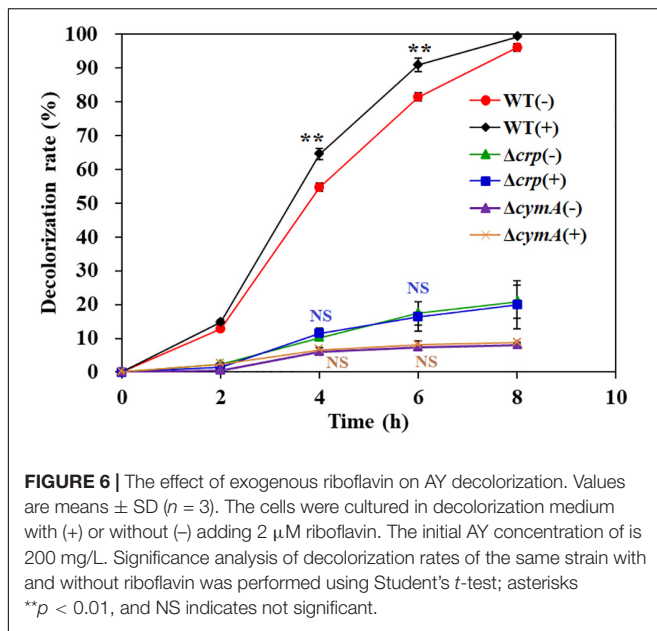 100
90
80
70
60
50
40
30
20
10
0
Decolorization rate (%)
**
**
WT(-)
WT(+)
Δcrp(-)
Δcrp(+)
ΔcymA(-)
ΔcymA(+)
NS
NS
NS
NS
0 2 4 6 8 10
Time (h)
FIGURE 6 | The effect of exogenous riboflavin on AY decolorization. Values
are means ± SD (n = 3). The cells were cultured in decolorization medium
with (+) or without (–) adding 2 μM riboflavin. The initial AY concentration of is
200 mg/L. Significance analysis of decolorization rates of the same strain with
and without riboflavin was performed using Student's t-test; asterisks
**p < 0.01, and NS indicates not significant.